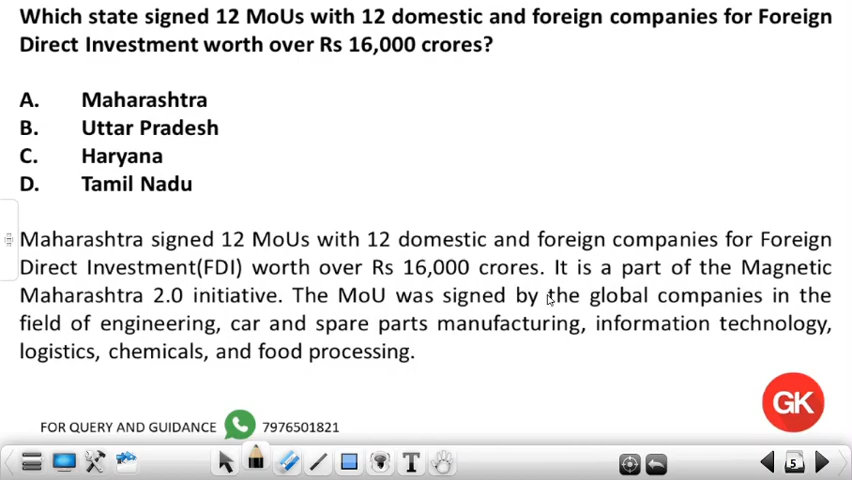 Which state signed 12 MoUs with 12 domestic and foreign companies for Foreign
Direct Investment worth over Rs 16,000 crores?
A. Maharashtra
B. Uttar Pradesh
C. Haryana
D. Tamil Nadu
Maharashtra signed 12 MoUs with 12 domestic and foreign companies for Foreign
Direct Investment(FDI) worth over Rs 16,000 crores. It is a part of the Magnetic
Maharashtra 2.0 initiative. The MoU was signed by the global companies in the
field of engineering, car and spare parts manufacturing, information technology,
logistics, chemicals, and food processing.
GK
FOR QUERY AND GUIDANCE 7976501821
T
5